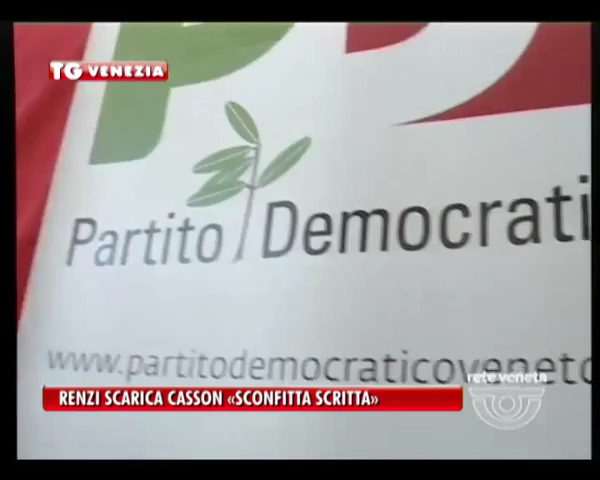 TG VENEZIA
Partito Democrati
www.partitodemocraticoveneto
rete veneta
RENZI SCARICA CASSON «SCONFITTA SCRITTA»